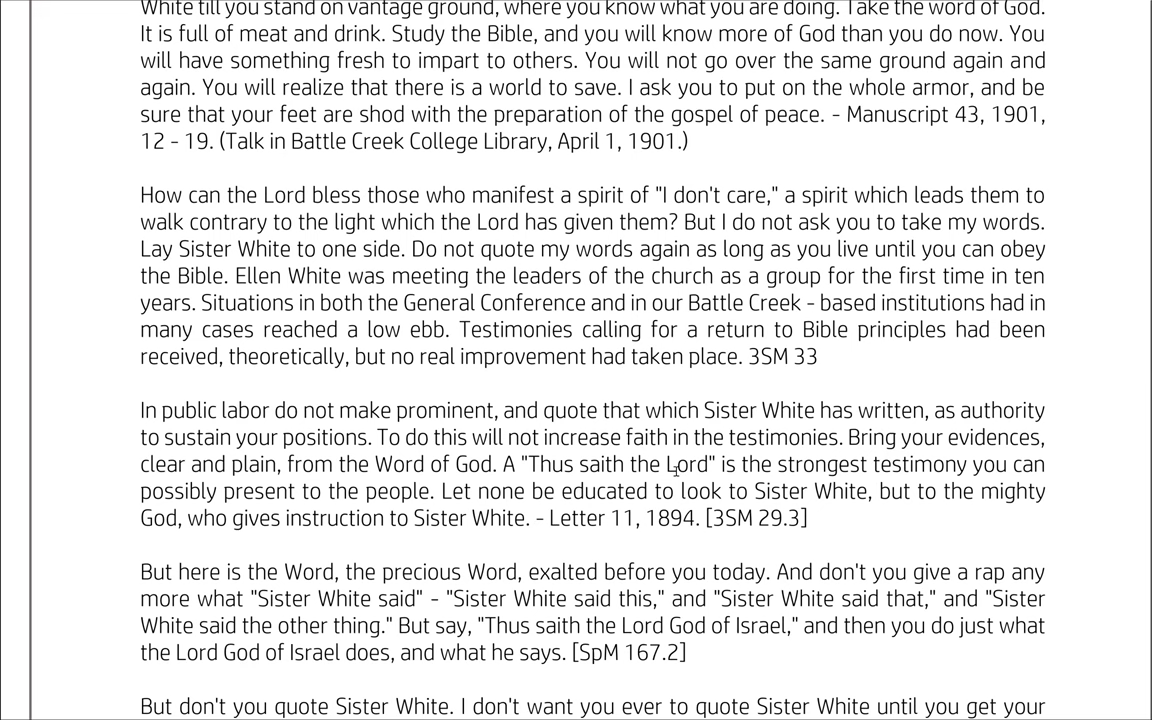 White till you stand on vantage ground, where you know what you are doing. Take the word of God.
It is full of meat and drink. Study the Bible, and you will know more of God than you do now. You
will have something fresh to impart to others. You will not go over the same ground again and
again. You will realize that there is a world to save. I ask you to put on the whole armor, and be
sure that your feet are shod with the preparation of the gospel of peace. - Manuscript 43, 1901,
12 - 19. (Talk in Battle Creek College Library, April 1, 1901.)
How can the Lord bless those who manifest a spirit of "I don't care," a spirit which leads them to
walk contrary to the light which the Lord has given them? But I do not ask you to take my words.
Lay Sister White to one side. Do not quote my words again as long as you live until you can obey
the Bible. Ellen White was meeting the leaders of the church as a group for the first time in ten
years. Situations in both the General Conference and in our Battle Creek - based institutions had in
many cases reached a low ebb. Testimonies calling for a return to Bible principles had been
received, theoretically, but no real improvement had taken place. 3SM 33
In public labor do not make prominent, and quote that which Sister White has written, as authority
to sustain your positions. To do this will not increase faith in the testimonies. Bring your evidences,
clear and plain, from the Word of God. A "Thus saith the Lord" is the strongest testimony you can
possibly present to the people. Let none be educated to look to Sister White, but to the mighty
God, who gives instruction to Sister White. - Letter 11, 1894. [3SM 29.3]
But here is the Word, the precious Word, exalted before you today. And don't you give a rap any
more what "Sister White said" - "Sister White said this," and "Sister White said that," and "Sister
White said the other thing." But say, "Thus saith the Lord God of Israel," and then you do just what
the Lord God of Israel does, and what he says. [SpM 167.2]
But don't you quote Sister White. I don't want you ever to quote Sister White until you get your